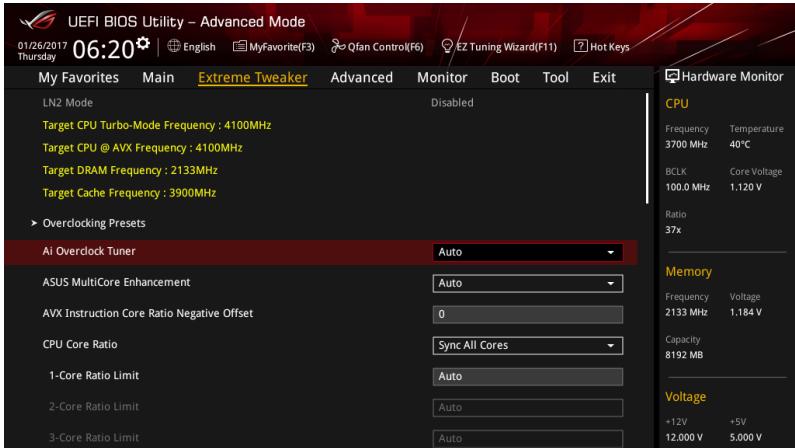 UEFI BIOS Utility – Advanced Mode
01/26/2017 Thursday 06:20 English MyFavorite(F3) Qfan Control(F6) EZ Tuning Wizard(F11) ? Hot Keys
My Favorites Main Extreme Tweaker Advanced Monitor Boot Tool Exit
LN2 Mode Disabled
Target CPU Turbo-Mode Frequency : 4100MHz
Target CPU @ AVX Frequency : 4100MHz
Target DRAM Frequency : 2133MHz
Target Cache Frequency : 3900MHz
Overclocking Presets
Ai Overclock Tuner Auto
ASUS MultiCore Enhancement Auto
AVX Instruction Core Ratio Negative Offset 0
CPU Core Ratio Sync All Cores
1-Core Ratio Limit Auto
2-Core Ratio Limit Auto
3-Core Ratio Limit Auto
Hardware Monitor
CPU
Frequency Temperature
3700 MHz 40°C
BCLK Core Voltage
100.0 MHz 1.120 V
Ratio
37x
Memory
Frequency Voltage
2133 MHz 1.184 V
Capacity
8192 MB
Voltage
+12V +5V
12.000 V 5.000 V